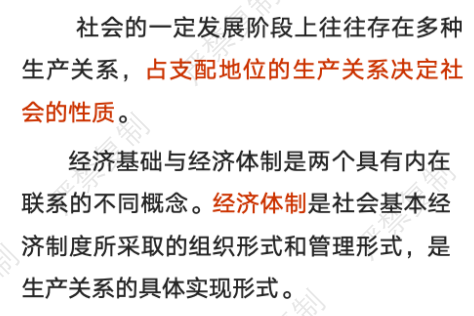 社会的一定发展阶段上往往存在多种
生产关系，占支配地位的生产关系决定社
会的性质。
经济基础与经济体制是两个具有内在
联系的不同概念。经济体制是社会基本经
济制度所采取的组织形式和管理形式，是
生产关系的具体实现形式。